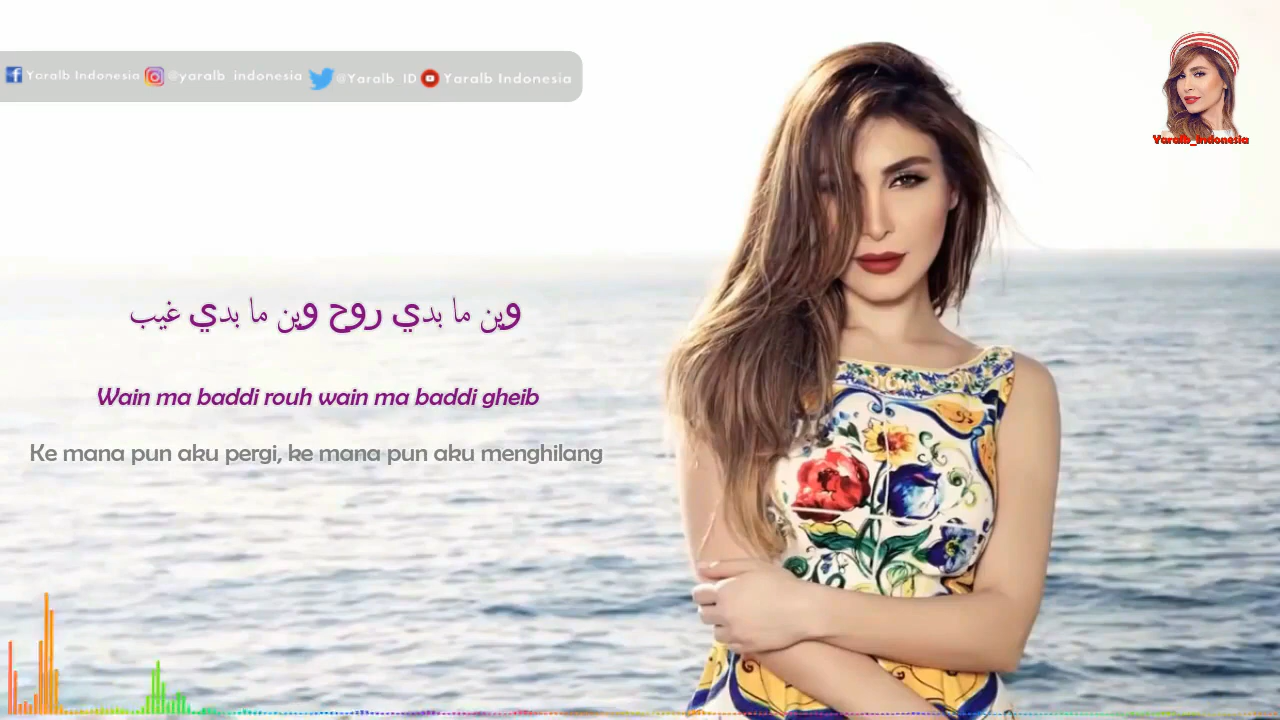 Yaralb Indonesia @yaralb_indonesia @Yaralb_ID Yaralb Indonesia
Yaralb_Indonesia
وين ما بدي روح وين ما بدي غيب
Wain ma baddi rouh wain ma baddi gheib
Ke mana pun aku pergi, ke mana pun aku menghilang